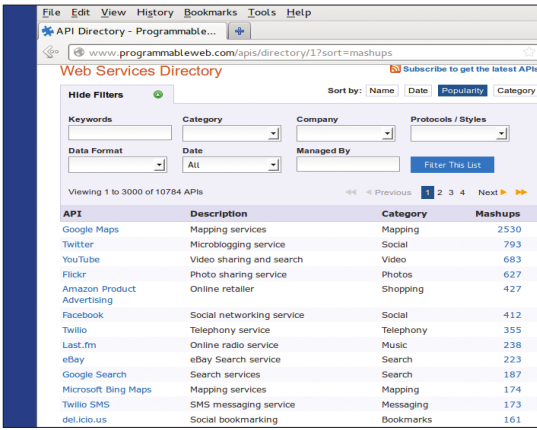 File Edit View History Bookmarks Tools Help
API Directory - Programmable...
www.programmableweb.com/apis/directory/1?sort=mashups
Web Services Directory
Subscribe to get the latest APIs
Hide Filters
Sort by: Name Date Popularity Category
Keywords Category Company Protocols / Styles
Data Format Date Managed By
All
Filter This List
Viewing 1 to 3000 of 10784 APIs
Previous 1 2 3 4 Next
API Description Category Mashups
Google Maps Mapping services Mapping 2530
Twitter Microblogging service Social 793
YouTube Video sharing and search Video 683
Flickr Photo sharing service Photos 627
Amazon Product Online retailer Shopping 427
Advertising
Facebook Social networking service Social 412
Twilio Telephony service Telephony 355
Last.fm Online radio service Music 238
eBay eBay Search service Search 223
Google Search Search services Search 187
Microsoft Bing Maps Mapping services Mapping 174
Twilio SMS SMS messaging service Messaging 173
del.icio.us Social bookmarking Bookmarks 161